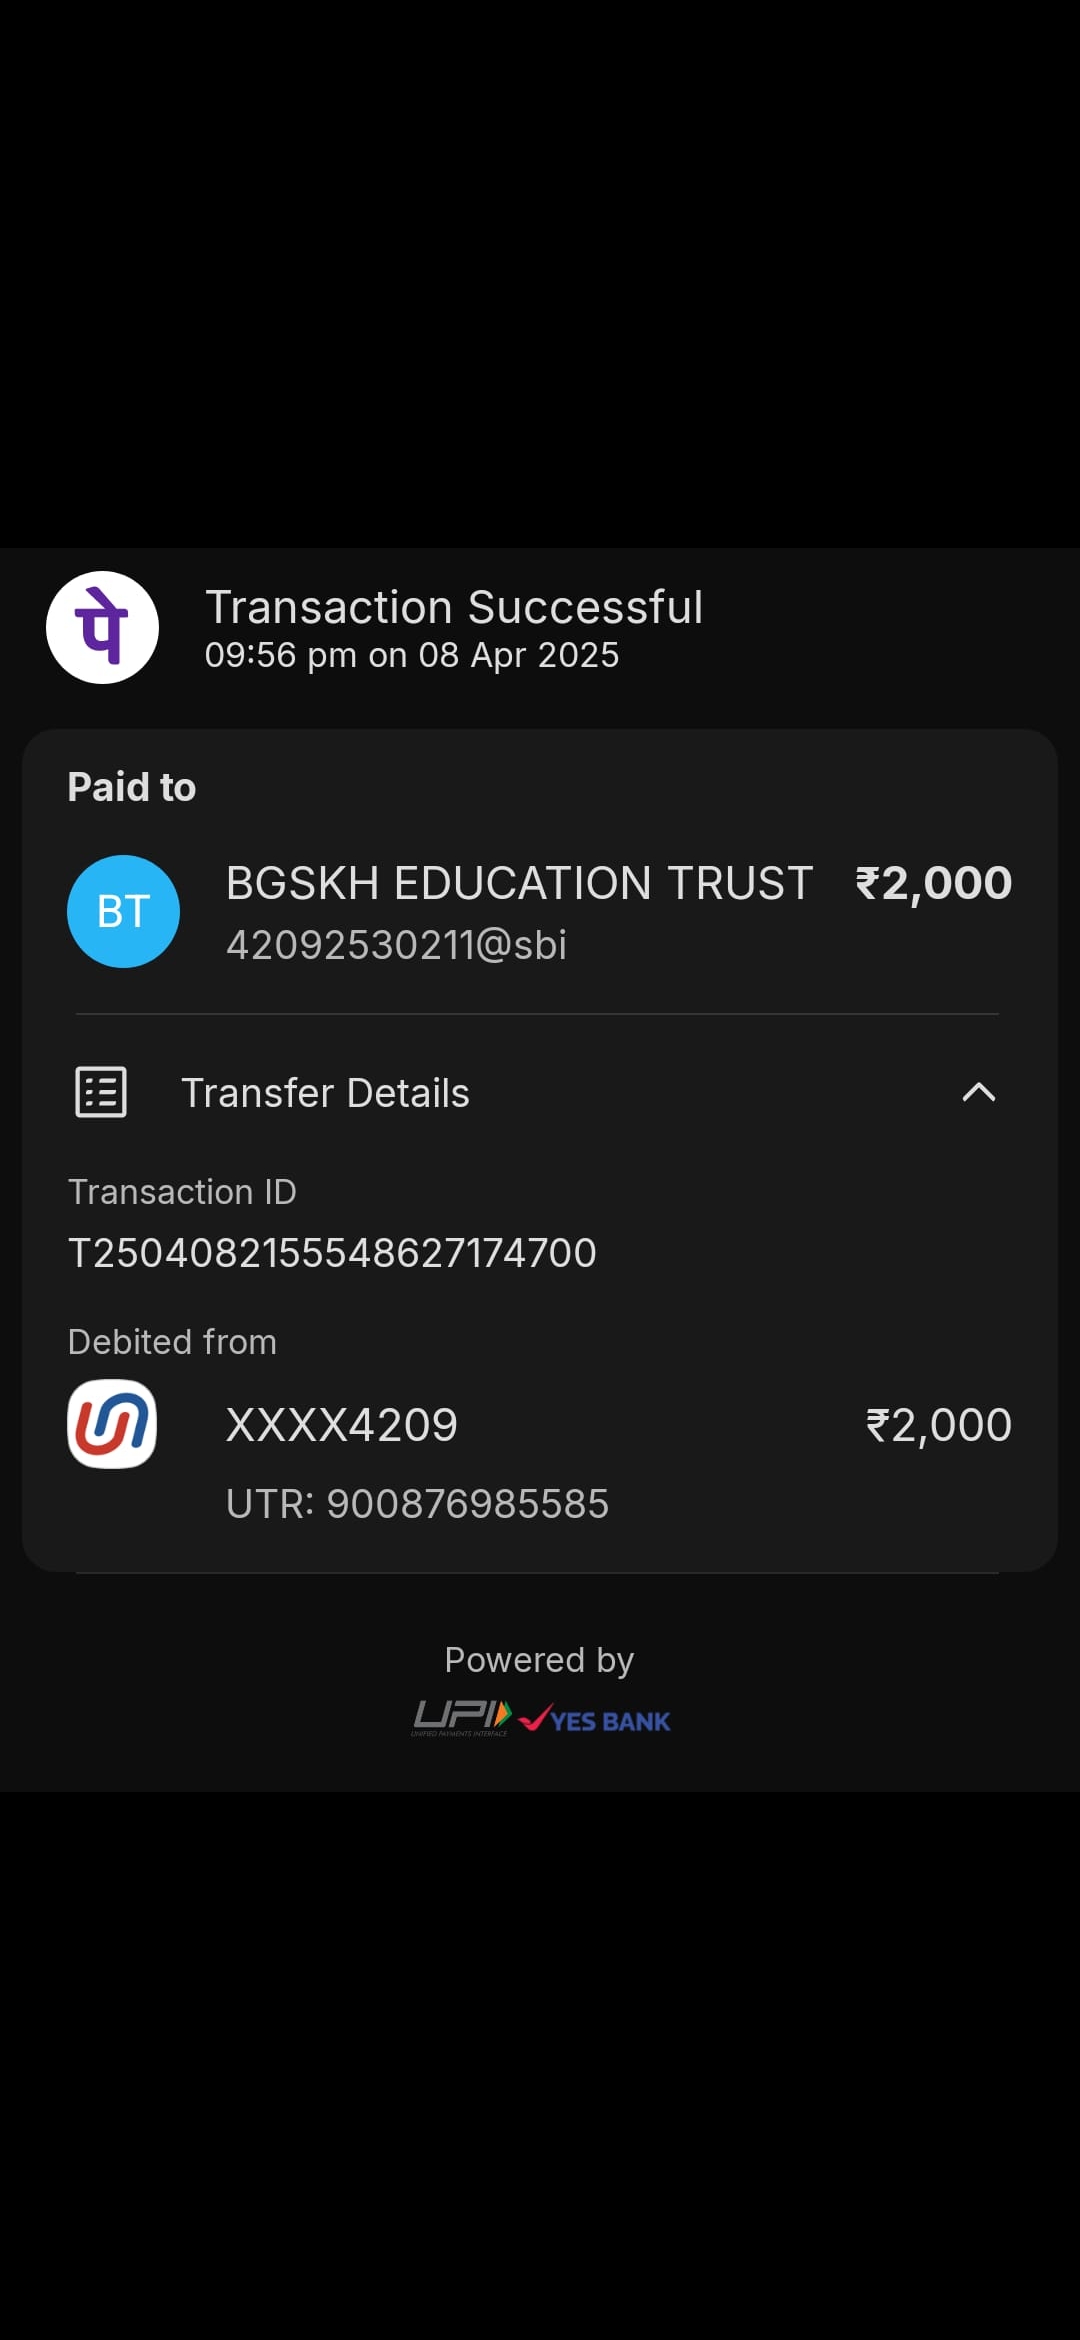 पे
Transaction Successful
09:56 pm on 08 Apr 2025
Paid to
BT
BGSKH EDUCATION TRUST ₹2,000
42092530211@sbi
Transfer Details
Transaction ID
T2504082155548627174700
Debited from
XXXX4209 ₹2,000
UTR: 900876985585
Powered by
UPI YES BANK
UNIFIED PAYMENTS INTERFACE